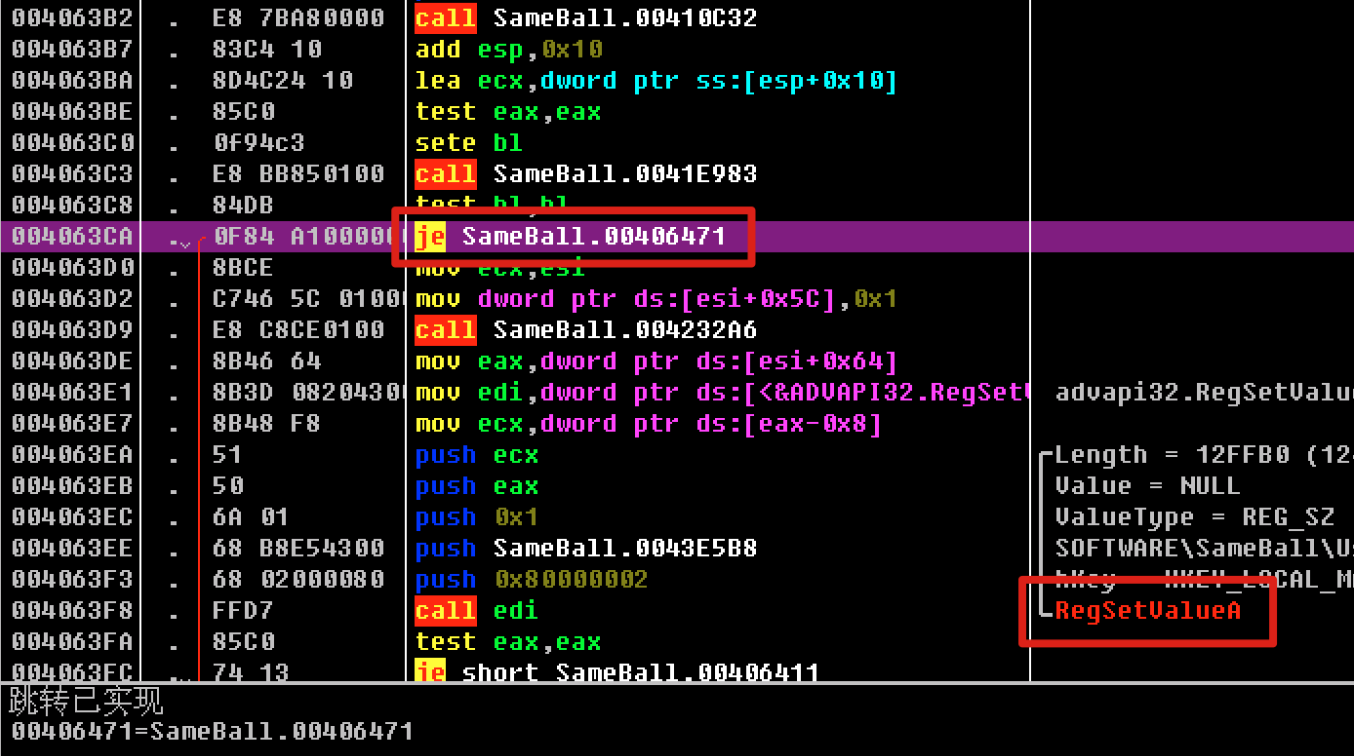 004063B2 . E8 7BA80000 call SameBall.00410C32
004063B7 . 83C4 10 add esp,0x10
004063BA . 8D4C24 10 lea ecx,dword ptr ss:[esp+0x10]
004063BE . 85C0 test eax,eax
004063C0 . 0f94c3 sete bl
004063C3 . E8 BB850100 call SameBall.0041E983
004063C8 . 84DB test bl,bl
004063CA . 0F84 A100000 je SameBall.00406471
004063D0 . 8BCE mov ecx,esi
004063D2 . C746 5C 0100 mov dword ptr ds:[esi+0x5C],0x1
004063D9 . E8 C8CE0100 call SameBall.004232A6
004063DE . 8B46 64 mov eax,dword ptr ds:[esi+0x64]
004063E1 . 8B3D 0820430 mov edi,dword ptr ds:[<&ADVAPI32.RegSet advapi32.RegSetValu
004063E7 . 8B48 F8 mov ecx,dword ptr ds:[eax-0x8]
004063EA . 51 push ecx Length = 12FFB0 (12
004063EB . 50 push eax Value = NULL
004063EC . 6A 01 push 0x1 ValueType = REG_SZ
004063EE . 68 B8E54300 push SameBall.0043E5B8 SOFTWARE\SameBall\U
004063F3 . 68 02000080 push 0x80000002 hKey = HKEY_LOCAL_M
004063F8 . FFD7 call edi RegSetValueA
004063FA . 85C0 test eax,eax
004063FC . 74 13 je short SameBall.00406411
跳转已实现
00406471=SameBall.00406471